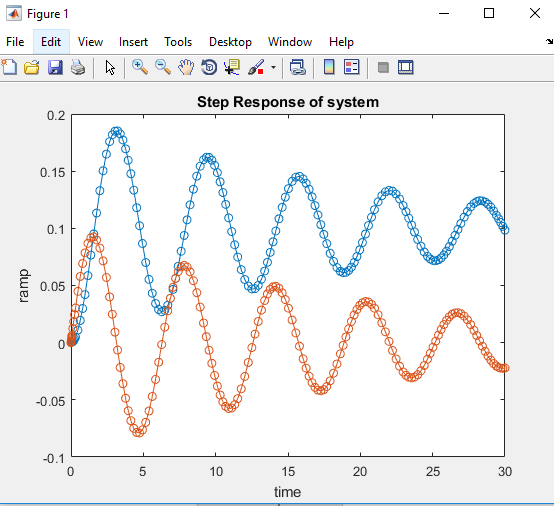 Figure 1
File Edit View Insert Tools Desktop Window Help
Step Response of system
0.2
0.15
0.1
0.05
0
-0.05
-0.1
ramp
0 5 10 15 20 25 30
time